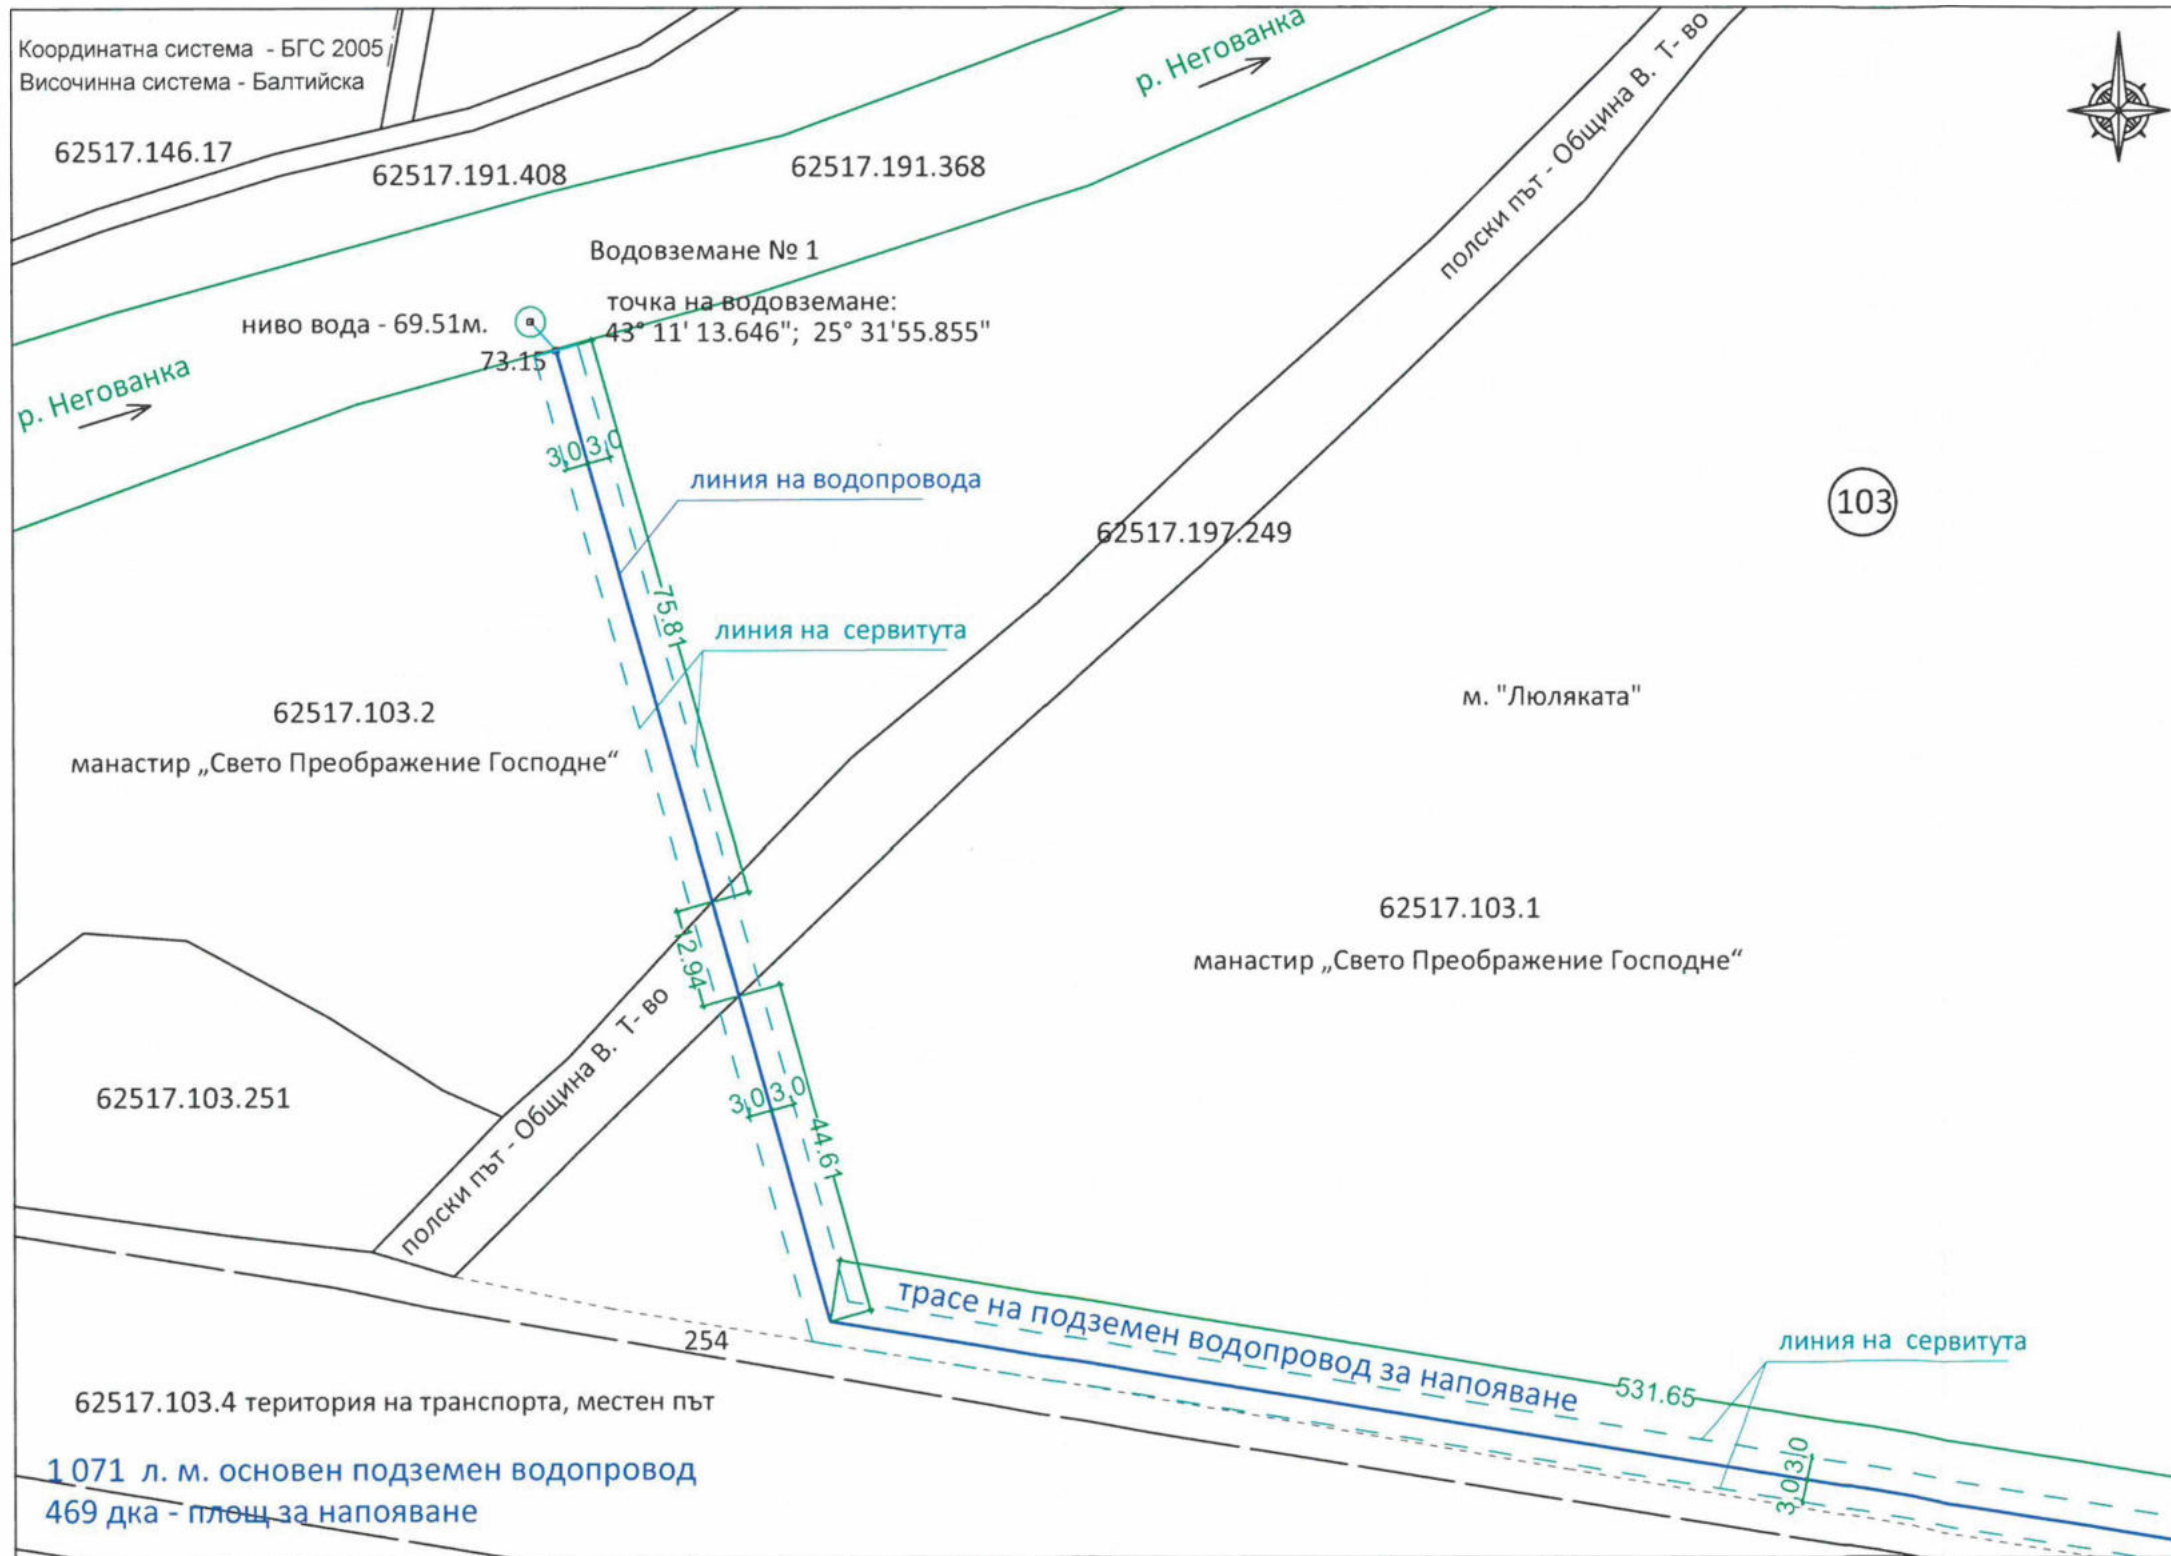 Координатна система - БГС 2005
Височинна система - Балтийска
р. Негованка
полски път - Община В. Т- во
62517.146.17
62517.191.408
62517.191.368
Водовземане № 1
точка на водовземане:
43° 11' 13.646"; 25° 31'55.855"
ниво вода - 69.51м.
73.15
р. Негованка
3,0 3,0
линия на водопровода
103
62517.197.249
75.81
линия на сервитута
м. "Люляката"
62517.103.2
манастир „Свето Преображение Господне“
62517.103.1
манастир „Свето Преображение Господне“
12.94
полски път - Община В. Т- во
62517.103.251
3,0 3,0
44.61
трасе на подземен водопровод за напояване
254
линия на сервитута
531.65
62517.103.4 територия на транспорта, местен път
3,0 3,0
1 071 л. м. основен подземен водопровод
469 дка - площ за напояване